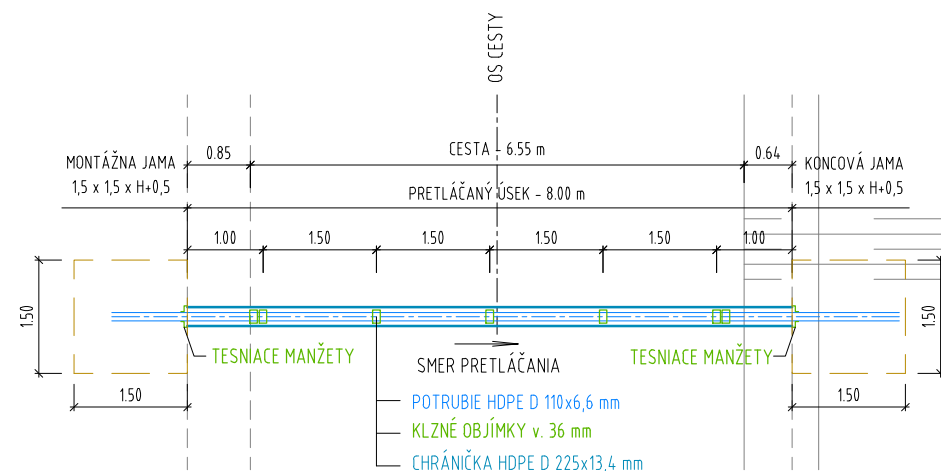 OS CESTY
MONTÁŽNA JAMA
1,5 x 1,5 x H+0,5
0.85
CESTA - 6.55 m
0.64
KONCOVÁ JAMA
1,5 x 1,5 x H+0,5
PRETLÁČANÝ ÚSEK - 8.00 m
1.00
1.50
1.50
1.50
1.50
1.00
1.50
1.50
TESNIACE MANŽETY
SMER PRETLÁČANIA
TESNIACE MANŽETY
1.50
1.50
POTRUBIE HDPE D 110x6,6 mm
KLZNÉ OBJÍMKY v. 36 mm
CHRÁNIČKA HDPE D 225x13,4 mm